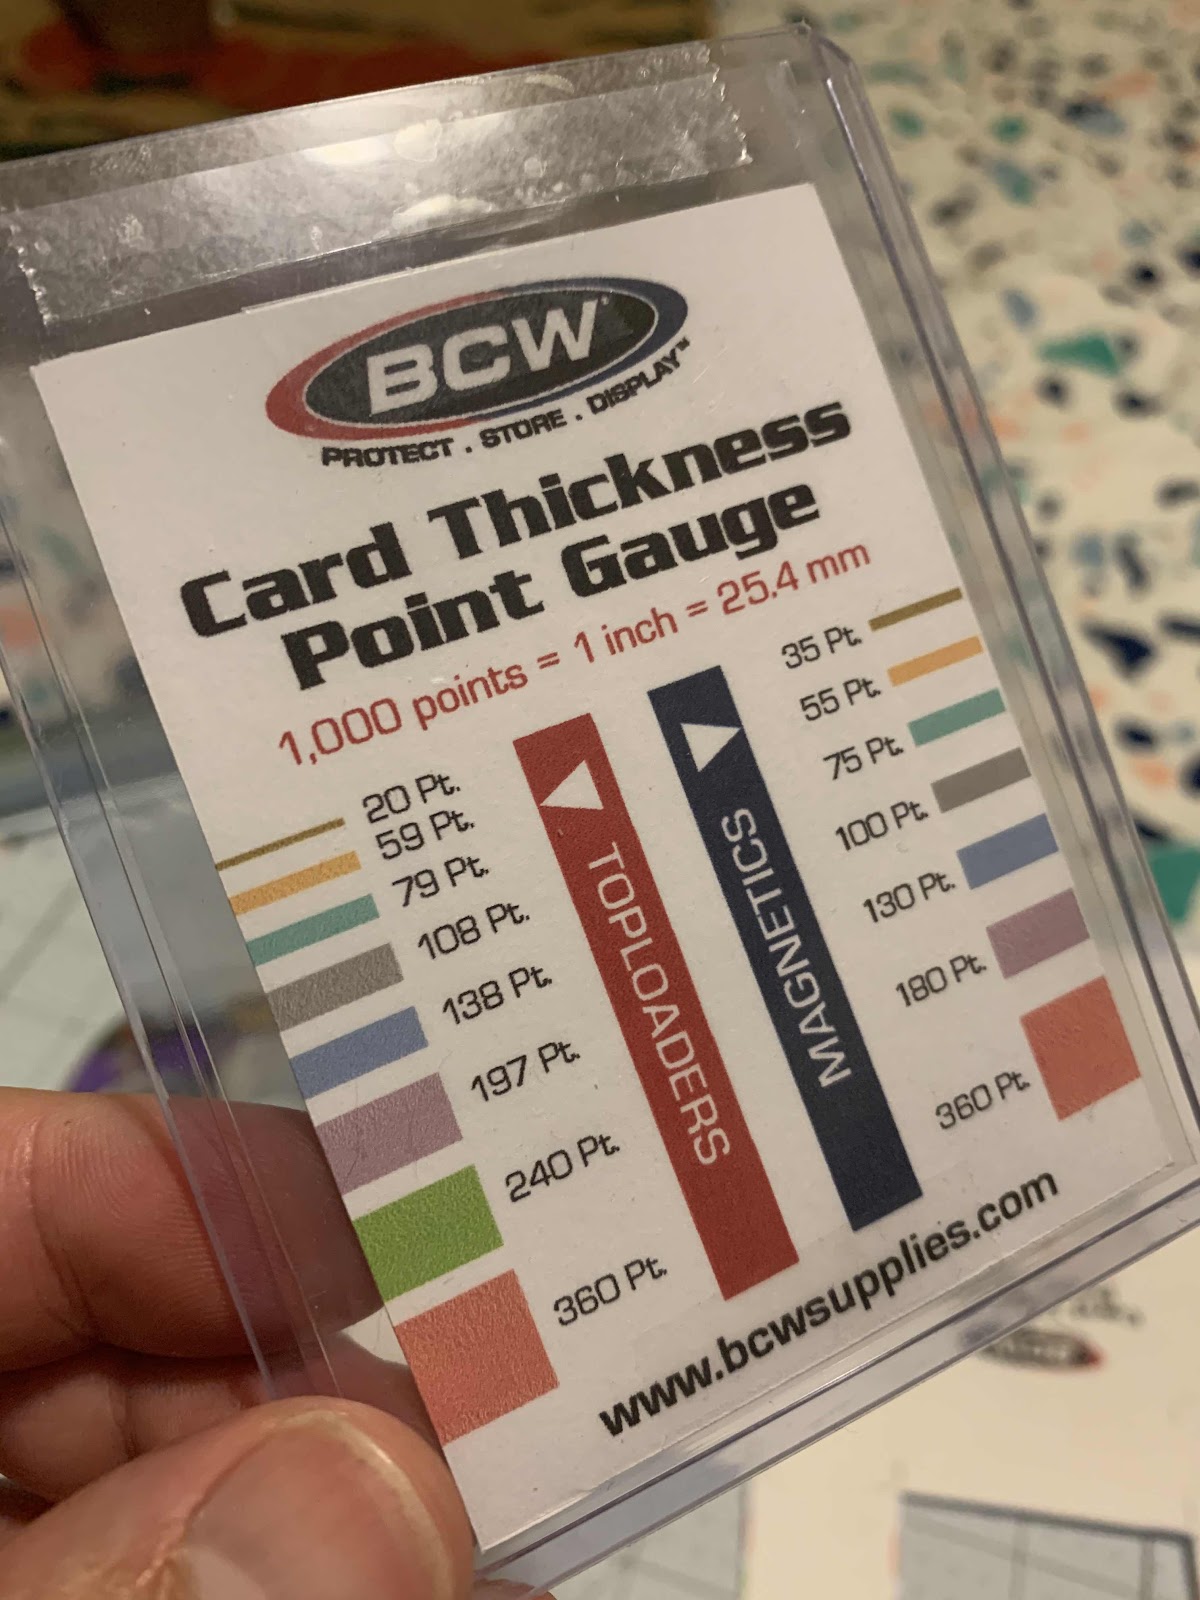 BCW
PROTECT . STORE . DISPLAY™
Card Thickness
Point Gauge
1,000 points = 1 inch = 25.4 mm
20 Pt.
59 Pt.
79 Pt.
108 Pt.
138 Pt.
197 Pt.
240 Pt.
360 Pt.
TOPLOADERS
MAGNETICS
35 Pt.
55 Pt.
75 Pt.
100 Pt.
130 Pt.
180 Pt.
360 Pt.
www.bcwsupplies.com